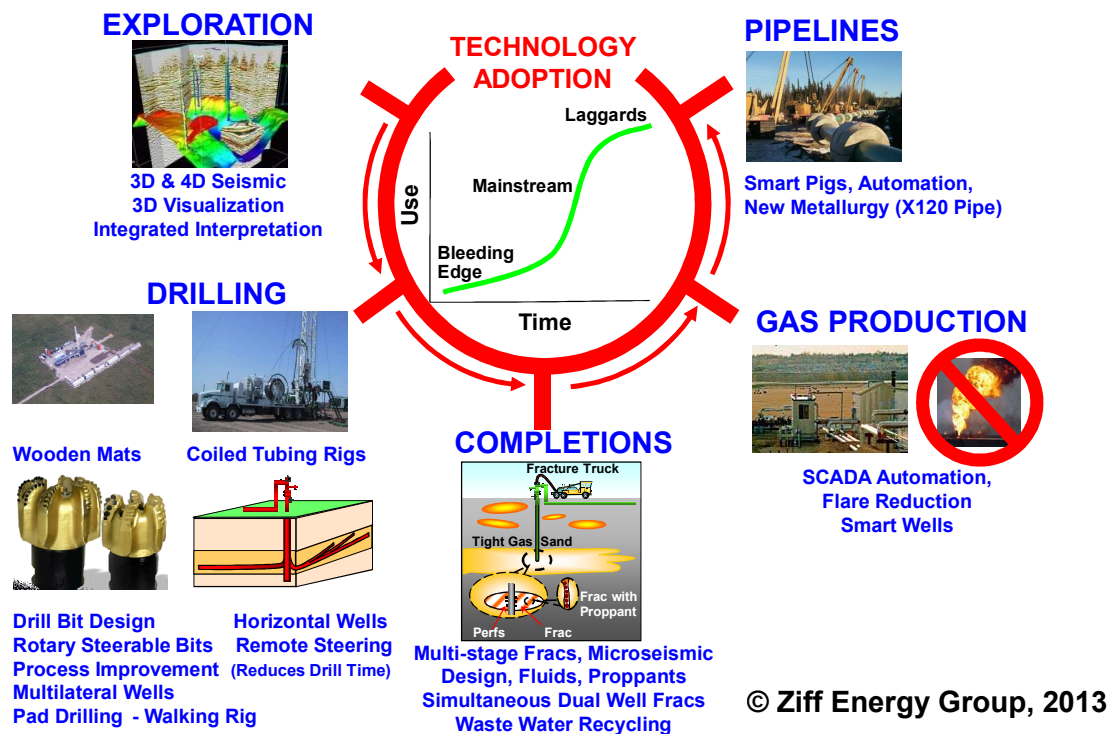 EXPLORATION
3D & 4D Seismic
3D Visualization
Integrated Interpretation
TECHNOLOGY
ADOPTION
Laggards
Mainstream
Bleeding
Edge
Use
Time
PIPELINES
Smart Pigs, Automation,
New Metallurgy (X120 Pipe)
DRILLING
Wooden Mats
Coiled Tubing Rigs
Drill Bit Design
Rotary Steerable Bits
Process Improvement
Multilateral Wells
Pad Drilling - Walking Rig
Horizontal Wells
Remote Steering
(Reduces Drill Time)
COMPLETIONS
Fracture Truck
Tight Gas Sand
Frac with
Proppant
Perfs
Frac
Multi-stage Fracs, Microseismic
Design, Fluids, Proppants
Simultaneous Dual Well Fracs
Waste Water Recycling
GAS PRODUCTION
SCADA Automation,
Flare Reduction
Smart Wells
© Ziff Energy Group, 2013